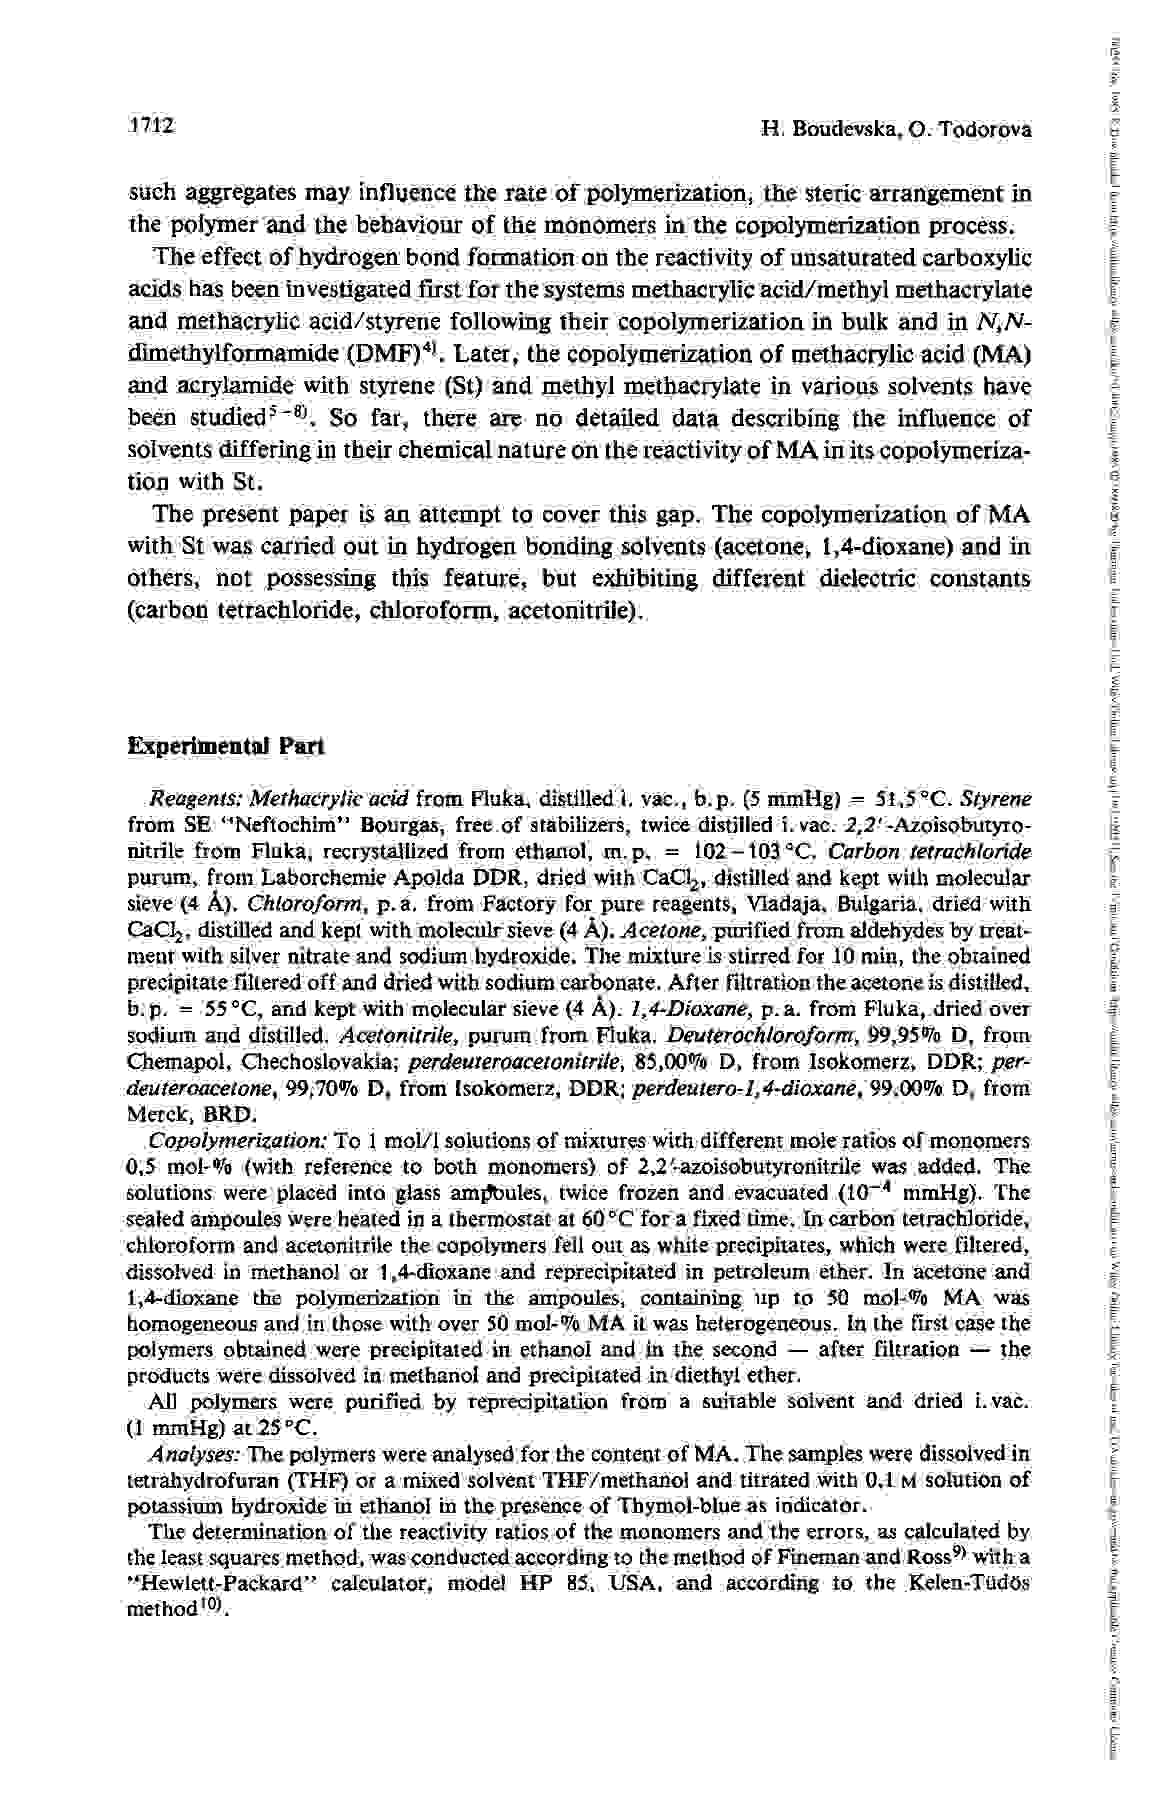 1712
H. Boudevska, O. Todorova
such aggregates may influence the rate of polymerization, the steric arrangement in
the polymer and the behaviour of the monomers in the copolymerization process.
The effect of hydrogen bond formation on the reactivity of unsaturated carboxylic
acids has been investigated first for the systems methacrylic acid/methyl methacrylate
and methacrylic acid/styrene following their copolymerization in bulk and in N,N-
dimethylformamide (DMF)⁴⁾. Later, the copolymerization of methacrylic acid (MA)
and acrylamide with styrene (St) and methyl methacrylate in various solvents have
been studied⁵⁻⁸⁾. So far, there are no detailed data describing the influence of
solvents differing in their chemical nature on the reactivity of MA in its copolymeriza-
tion with St.
The present paper is an attempt to cover this gap. The copolymerization of MA
with St was carried out in hydrogen bonding solvents (acetone, 1,4-dioxane) and in
others, not possessing this feature, but exhibiting different dielectric constants
(carbon tetrachloride, chloroform, acetonitrile).
Experimental Part
Reagents: Methacrylic acid from Fluka, distilled i. vac., b.p. (5 mmHg) = 51,5 °C. Styrene
from SE "Neftochim" Bourgas, free of stabilizers, twice distilled i. vac. 2,2'-Azoisobutyro-
nitrile from Fluka, recrystallized from ethanol, m. p. = 102–103 °C. Carbon tetrachloride
purum, from Laborchemie Apolda DDR, dried with CaCl₂, distilled and kept with molecular
sieve (4 Å). Chloroform, p. a. from Factory for pure reagents, Vladaja, Bulgaria, dried with
CaCl₂, distilled and kept with moleculr sieve (4 Å). Acetone, purified from aldehydes by treat-
ment with silver nitrate and sodium hydroxide. The mixture is stirred for 10 min, the obtained
precipitate filtered off and dried with sodium carbonate. After filtration the acetone is distilled,
b. p. = 55 °C, and kept with molecular sieve (4 Å). 1,4-Dioxane, p. a. from Fluka, dried over
sodium and distilled. Acetonitrile, purum from Fluka. Deuterochloroform, 99,95% D, from
Chemapol, Chechoslovakia; perdeuteroacetonitrile, 85,00% D, from Isokomerz, DDR; per-
deuteroacetone, 99,70% D, from Isokomerz, DDR; perdeutero-1,4-dioxane, 99,00% D, from
Merck, BRD.
Copolymerization: To 1 mol/l solutions of mixtures with different mole ratios of monomers
0,5 mol-% (with reference to both monomers) of 2,2'-azoisobutyronitrile was added. The
solutions were placed into glass ampoules, twice frozen and evacuated (10⁻⁴ mmHg). The
sealed ampoules were heated in a thermostat at 60 °C for a fixed time. In carbon tetrachloride,
chloroform and acetonitrile the copolymers fell out as white precipitates, which were filtered,
dissolved in methanol or 1,4-dioxane and reprecipitated in petroleum ether. In acetone and
1,4-dioxane the polymerization in the ampoules, containing up to 50 mol-% MA was
homogeneous and in those with over 50 mol-% MA it was heterogeneous. In the first case the
polymers obtained were precipitated in ethanol and in the second — after filtration — the
products were dissolved in methanol and precipitated in diethyl ether.
All polymers were purified by reprecipitation from a suitable solvent and dried i. vac.
(1 mmHg) at 25 °C.
Analyses: The polymers were analysed for the content of MA. The samples were dissolved in
tetrahydrofuran (THF) or a mixed solvent THF/methanol and titrated with 0,1 M solution of
potassium hydroxide in ethanol in the presence of Thymol-blue as indicator.
The determination of the reactivity ratios of the monomers and the errors, as calculated by
the least squares method, was conducted according to the method of Fineman and Ross⁹⁾ with a
"Hewlett-Packard" calculator, model HP 85, USA, and according to the Kelen-Tüdös
method¹⁰⁾.